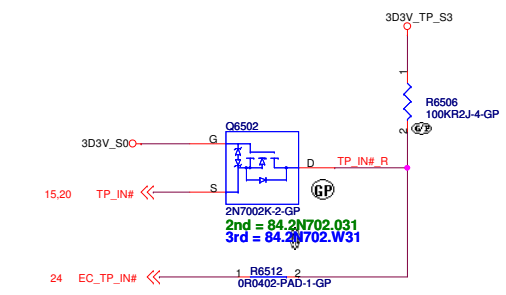 3D3V_TP_S3
1
R6506
100KR2J-4-GP
2
Q6502
3D3V_S0
G
D
TP_IN#_R
15,20
TP_IN#
S
GP
2N7002K-2-GP
2nd = 84.2N702.031
3rd = 84.2N702.W31
24
EC_TP_IN#
1
R6512
2
0R0402-PAD-1-GP